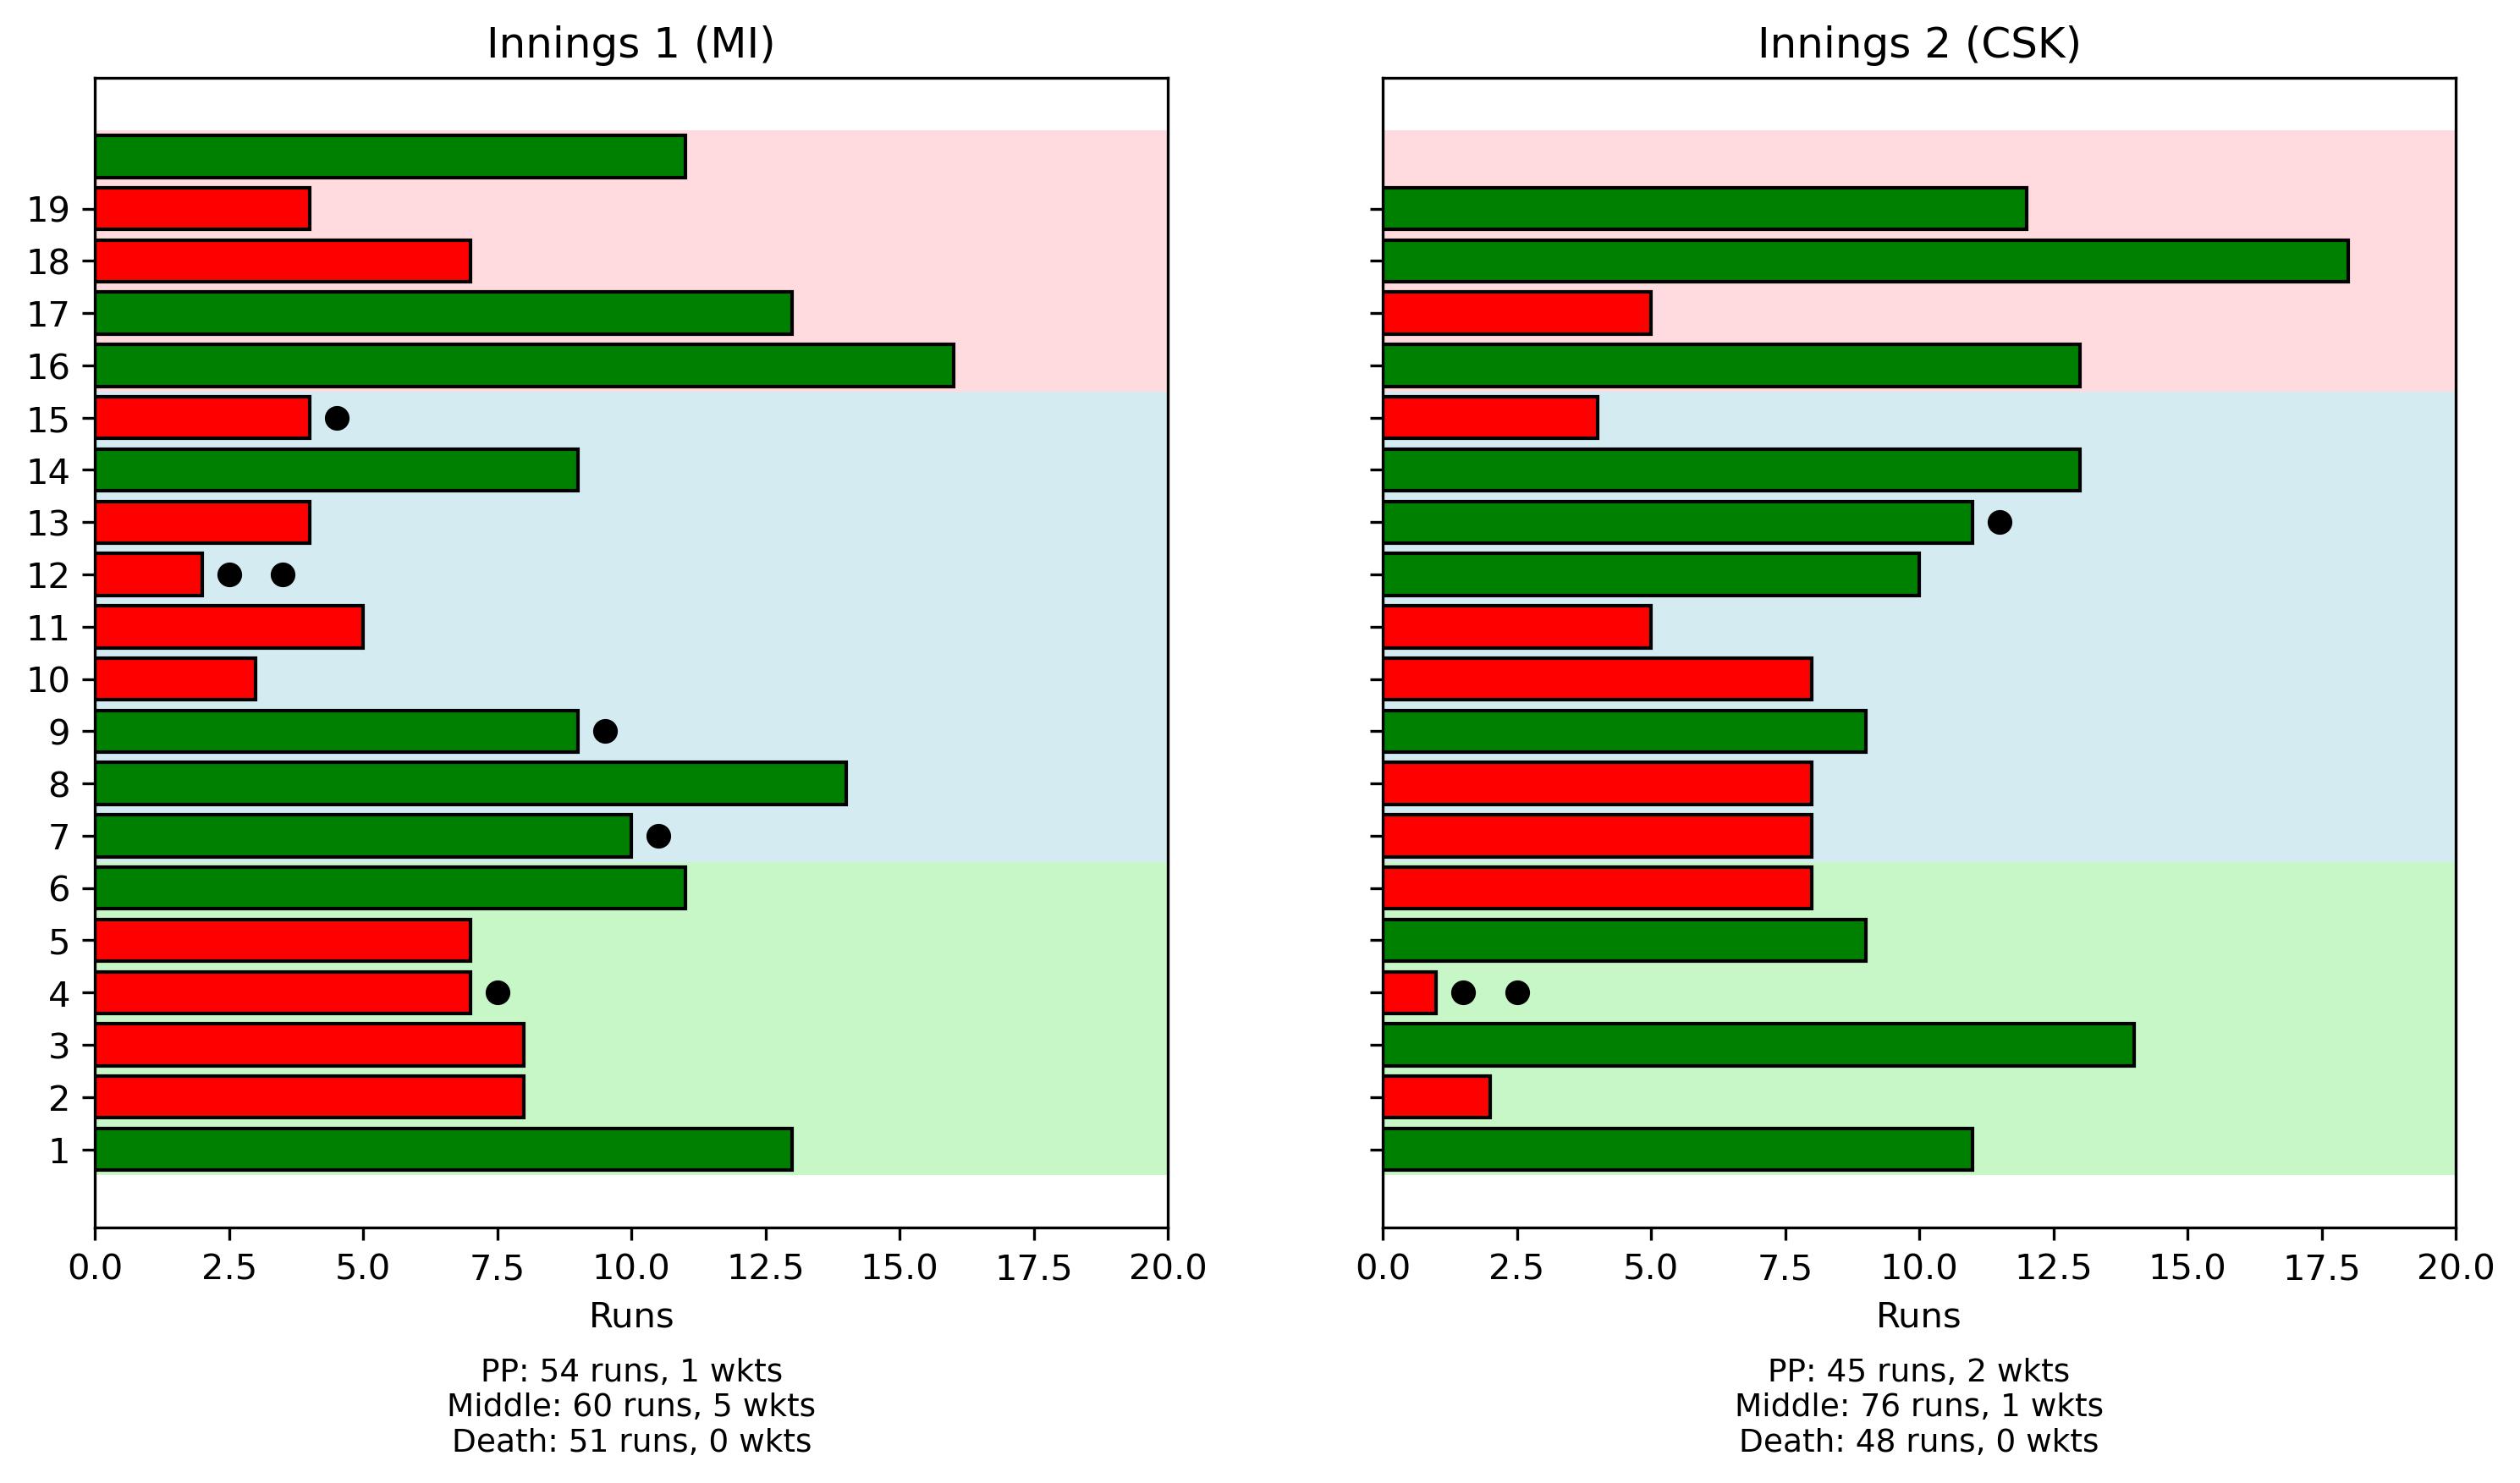 Innings 1 (MI)
19
18
17
16
15
14
13
12
11
10
9
8
7
6
5
4
3
2
1
0.0 2.5 5.0 7.5 10.0 12.5 15.0 17.5 20.0
Runs
PP: 54 runs, 1 wkts
Middle: 60 runs, 5 wkts
Death: 51 runs, 0 wkts
Innings 2 (CSK)
0.0 2.5 5.0 7.5 10.0 12.5 15.0 17.5 20.0
Runs
PP: 45 runs, 2 wkts
Middle: 76 runs, 1 wkts
Death: 48 runs, 0 wkts